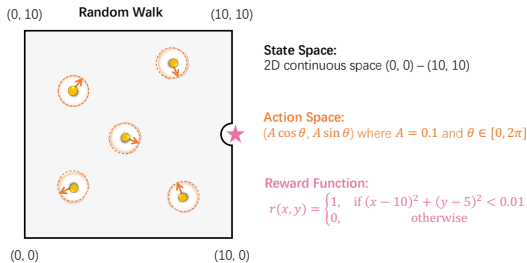 (0, 10) Random Walk (10, 10)
State Space:
2D continuous space (0, 0) – (10, 10)
Action Space:
(A cos θ, A sin θ) where A = 0.1 and θ ∈ [0, 2π]
Reward Function:
r(x, y) = {1, if (x − 10)² + (y − 5)² < 0.01
0, otherwise
(0, 0) (10, 0)